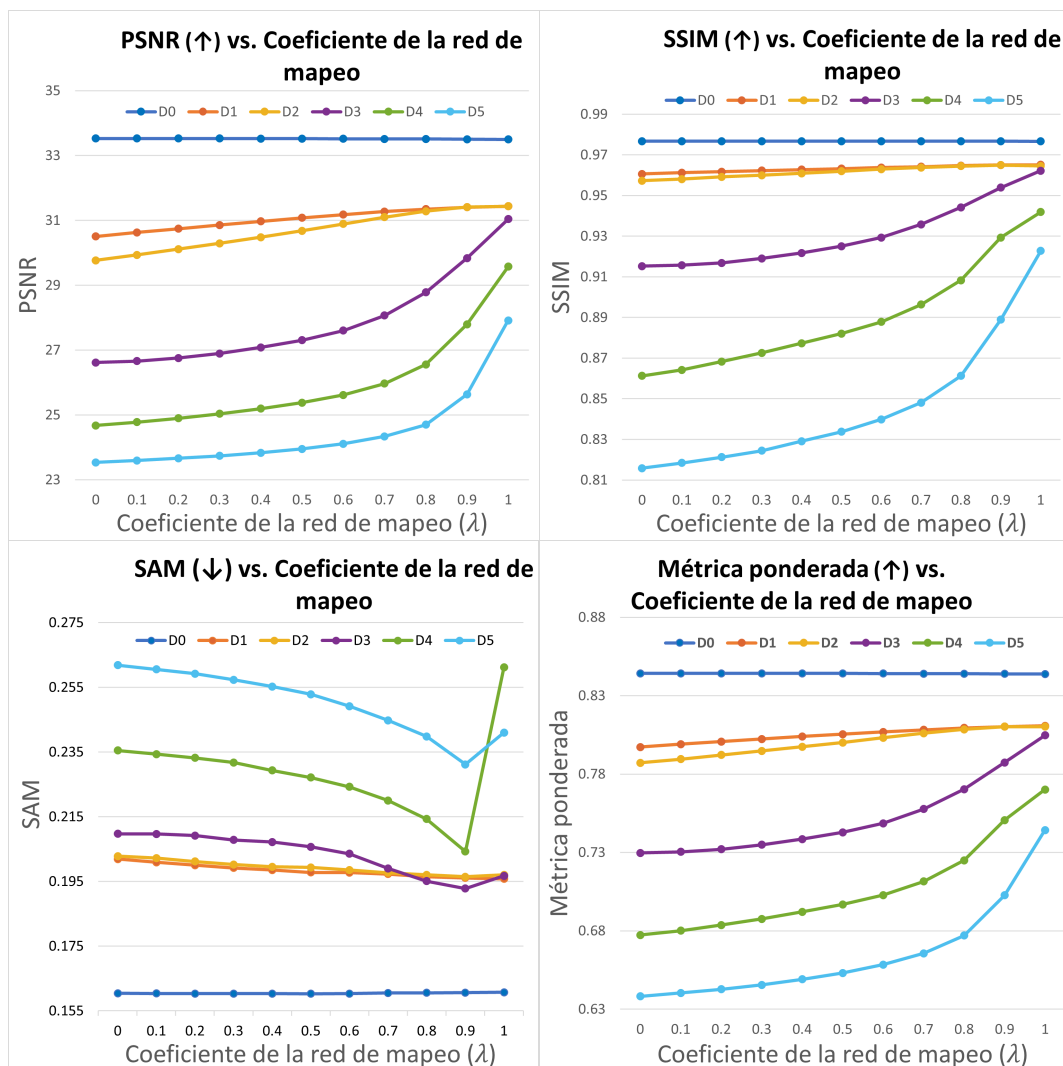 PSNR (↑) vs. Coeficiente de la red de
mapeo
35
D0 D1 D2 D3 D4 D5
33
31
29
27
25
23
PSNR
0 0.1 0.2 0.3 0.4 0.5 0.6 0.7 0.8 0.9 1
Coeficiente de la red de mapeo (λ)
SSIM (↑) vs. Coeficiente de la red de
mapeo
D0 D1 D2 D3 D4 D5
0.99
0.97
0.95
0.93
0.91
0.89
0.87
0.85
0.83
0.81
SSIM
0 0.1 0.2 0.3 0.4 0.5 0.6 0.7 0.8 0.9 1
Coeficiente de la red de mapeo (λ)
SAM (↓) vs. Coeficiente de la red de
mapeo
0.275
D0 D1 D2 D3 D4 D5
0.255
0.235
0.215
0.195
0.175
0.155
SAM
0 0.1 0.2 0.3 0.4 0.5 0.6 0.7 0.8 0.9 1
Coeficiente de la red de mapeo (λ)
Métrica ponderada (↑) vs.
Coeficiente de la red de mapeo
0.88
D0 D1 D2 D3 D4 D5
0.83
0.78
0.73
0.68
0.63
Métrica ponderada
0 0.1 0.2 0.3 0.4 0.5 0.6 0.7 0.8 0.9 1
Coeficiente de la red de mapeo (λ)